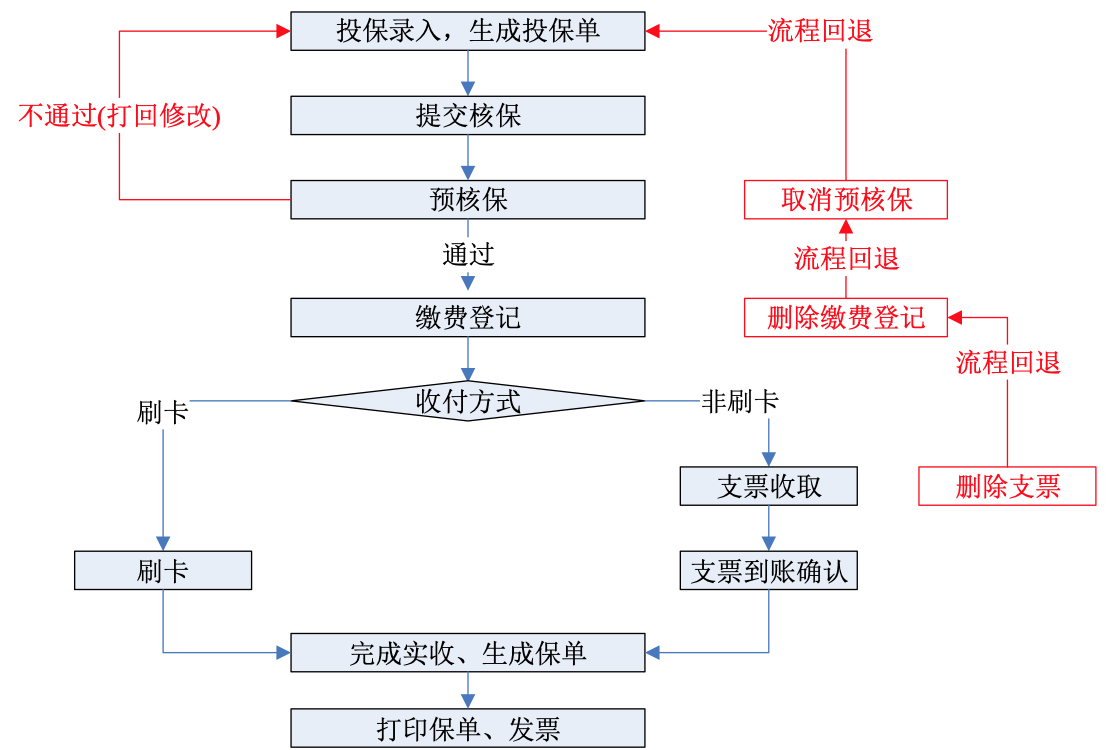 投保录入，生成投保单
流程回退
不通过(打回修改)
提交核保
预核保
取消预核保
通过
流程回退
缴费登记
删除缴费登记
流程回退
收付方式
刷卡
非刷卡
支票收取
删除支票
刷卡
支票到账确认
完成实收、生成保单
打印保单、发票